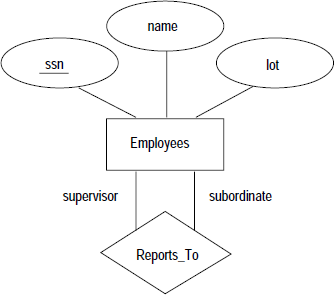 name
ssn
lot
Employees
supervisor
subordinate
Reports_To